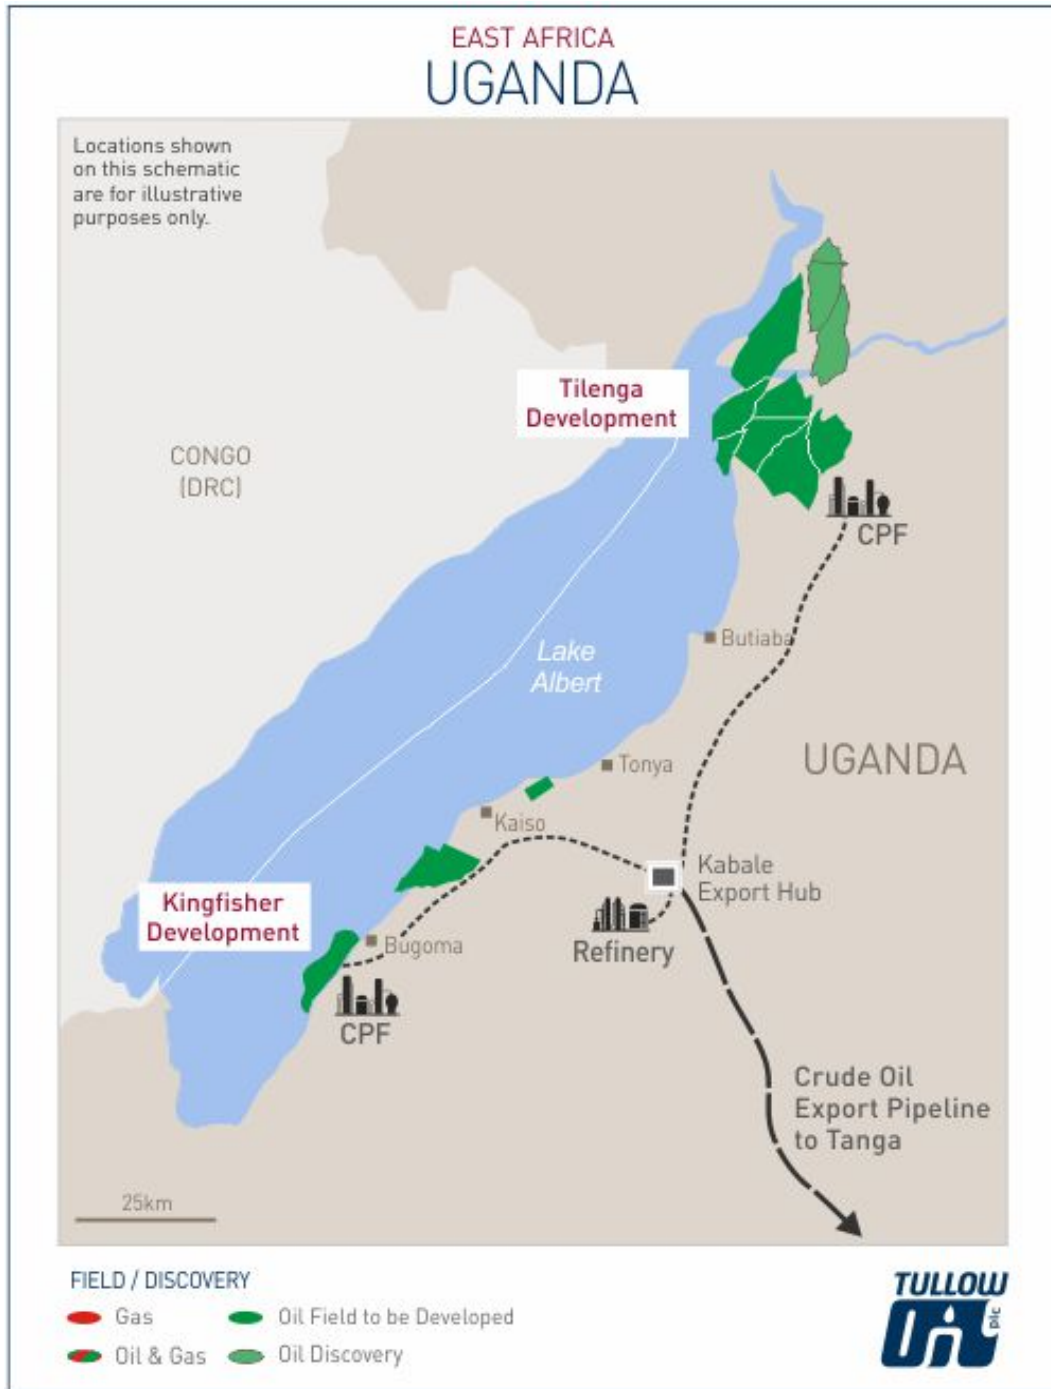 EAST AFRICA
UGANDA
Locations shown
on this schematic
are for illustrative
purposes only.
Tilenga
Development
CONGO
(DRC)
CPF
Butiaba
Lake
Albert
UGANDA
Tonya
Kaiso
Kabale
Export Hub
Kingfisher
Development
Bugoma
Refinery
CPF
Crude Oil
Export Pipeline
to Tanga
25km
FIELD / DISCOVERY
Gas
Oil Field to be Developed
Oil & Gas
Oil Discovery
TULLOW
Oil
plc